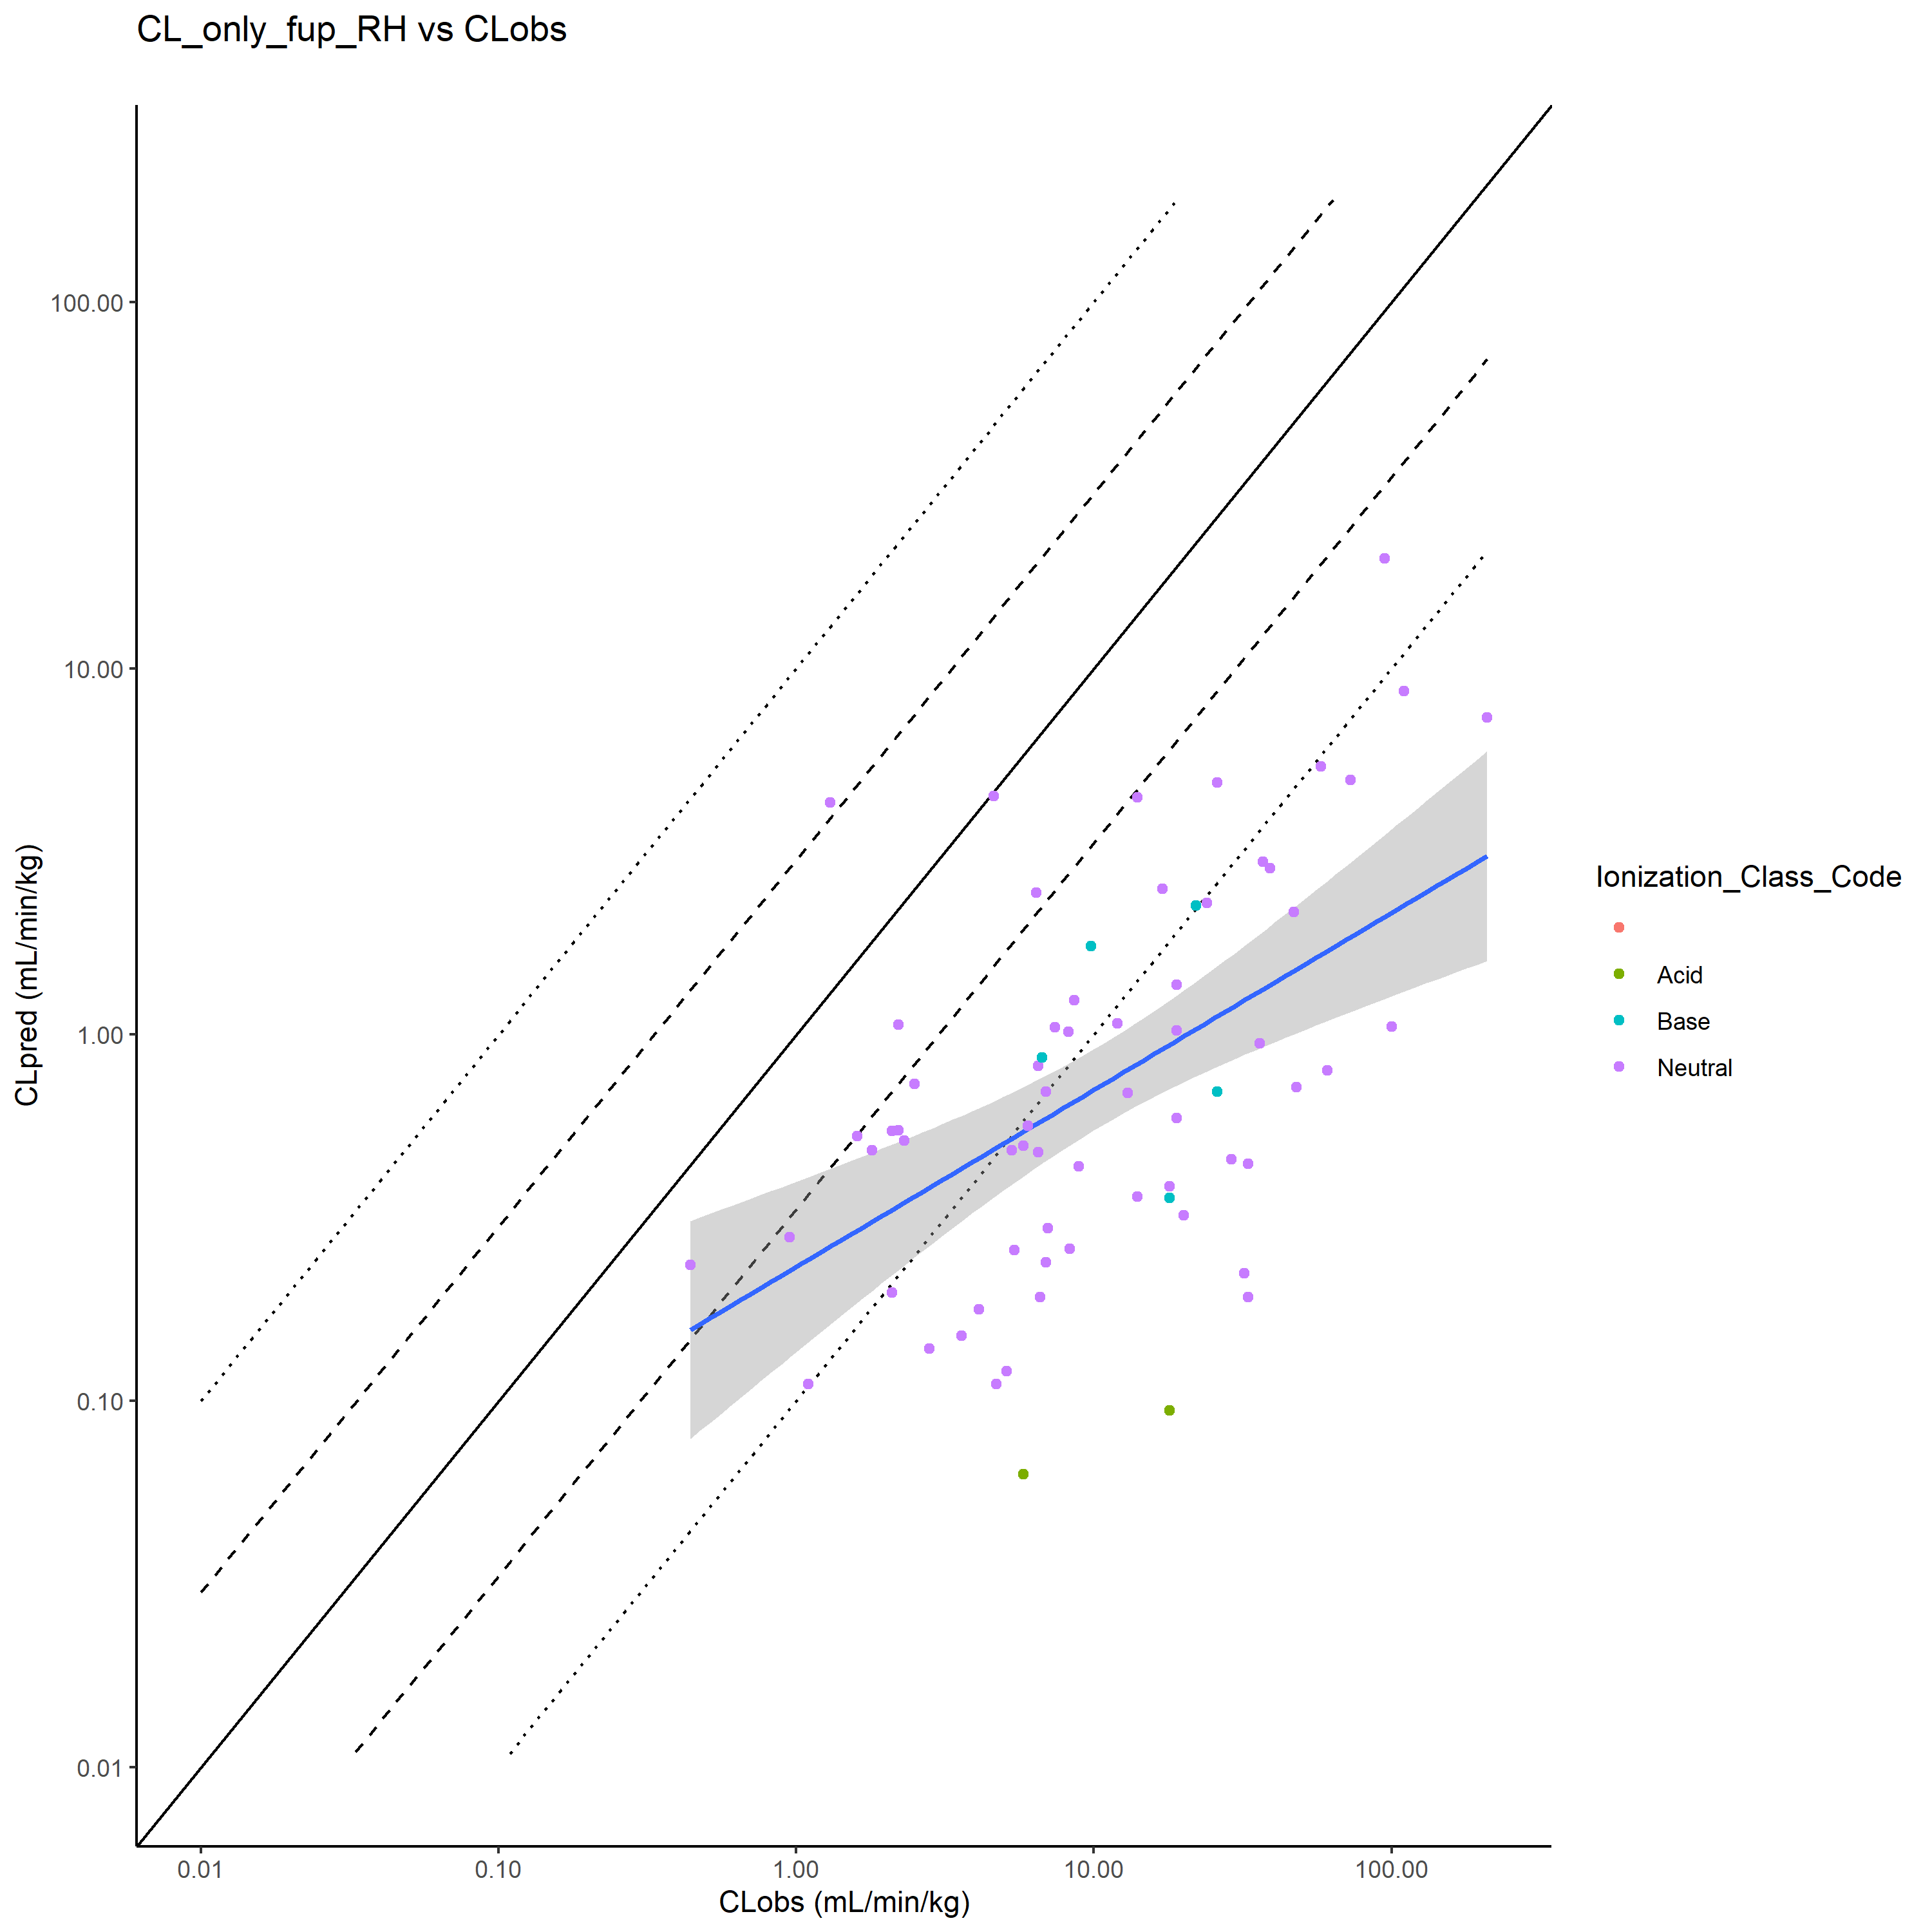 CL_only_fup_RH vs CLobs
100.00
10.00
1.00
0.10
0.01
CLpred (mL/min/kg)
0.01
0.10
1.00
10.00
100.00
CLobs (mL/min/kg)
Ionization_Class_Code
Acid
Base
Neutral